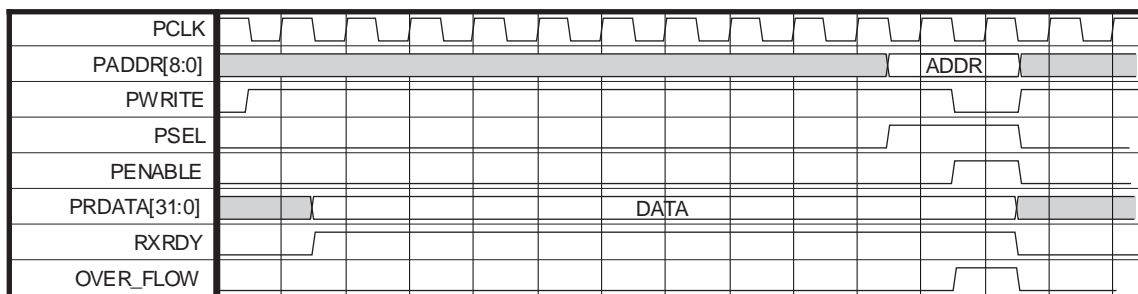 PCLK
PADDR[8:0] ADDR
PWRITE
PSEL
PENABLE
PRDATA[31:0] DATA
RXRDY
OVER_FLOW